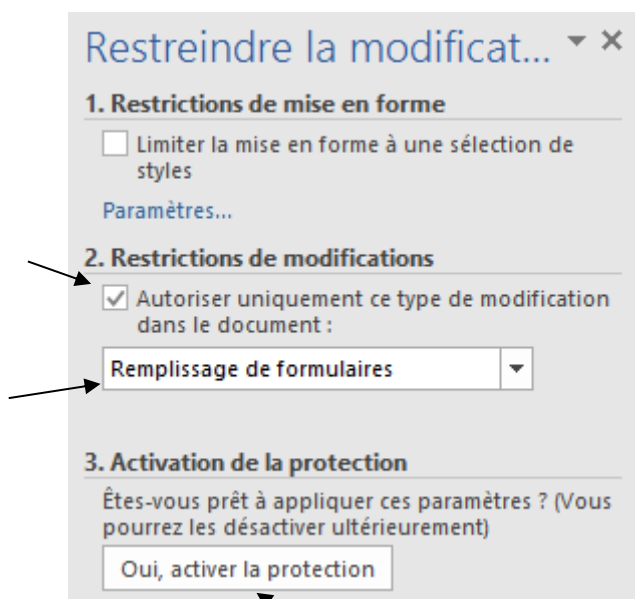 Restreindre la modificat...
1. Restrictions de mise en forme
Limiter la mise en forme à une sélection de
styles
Paramètres...
2. Restrictions de modifications
Autoriser uniquement ce type de modification
dans le document :
Remplissage de formulaires
3. Activation de la protection
Êtes-vous prêt à appliquer ces paramètres ? (Vous
pourrez les désactiver ultérieurement)
Oui, activer la protection